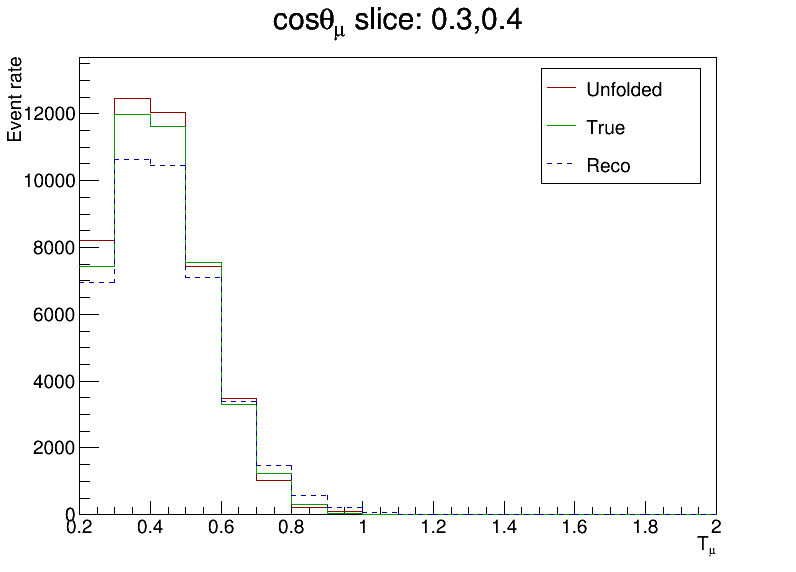 cosθμ slice: 0.3,0.4
Event rate
Unfolded
True
Reco
12000
10000
8000
6000
4000
2000
0
0.2 0.4 0.6 0.8 1 1.2 1.4 1.6 1.8 2
Tμ